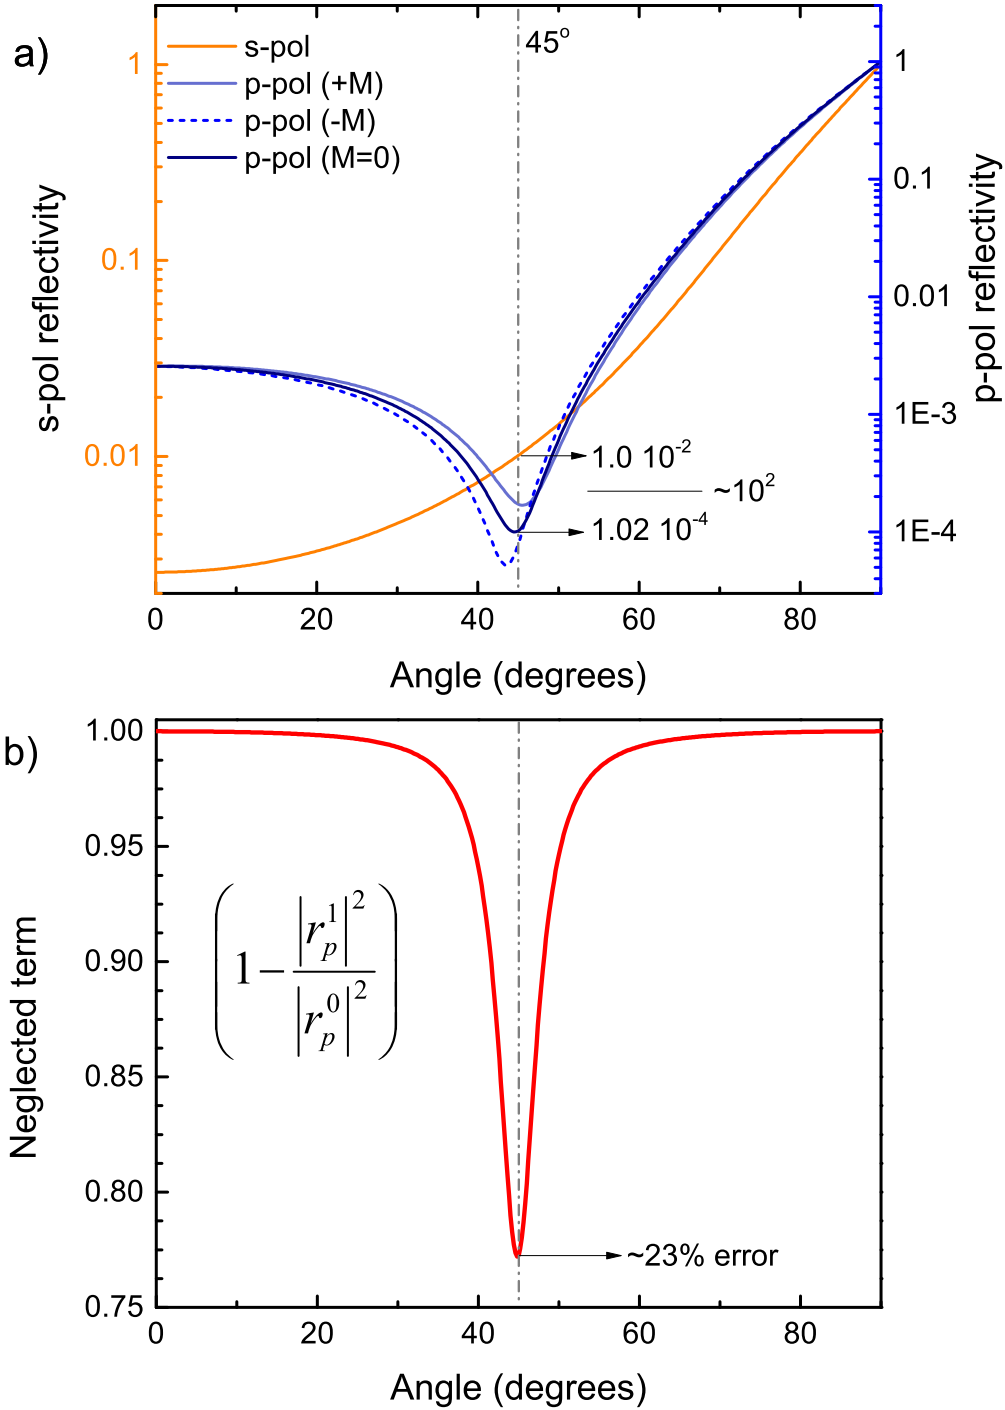 a)
s-pol
p-pol (+M)
p-pol (-M)
p-pol (M=0)
45°
1
0.1
0.01
s-pol reflectivity
1
0.1
0.01
1E-3
1E-4
p-pol reflectivity
1.0 10⁻²
~10²
1.02 10⁻⁴
0 20 40 60 80
Angle (degrees)
b)
1.00
0.95
0.90
0.85
0.80
0.75
Neglected term
(1 − |r_p^1|² / |r_p^0|²)
~23% error
0 20 40 60 80
Angle (degrees)